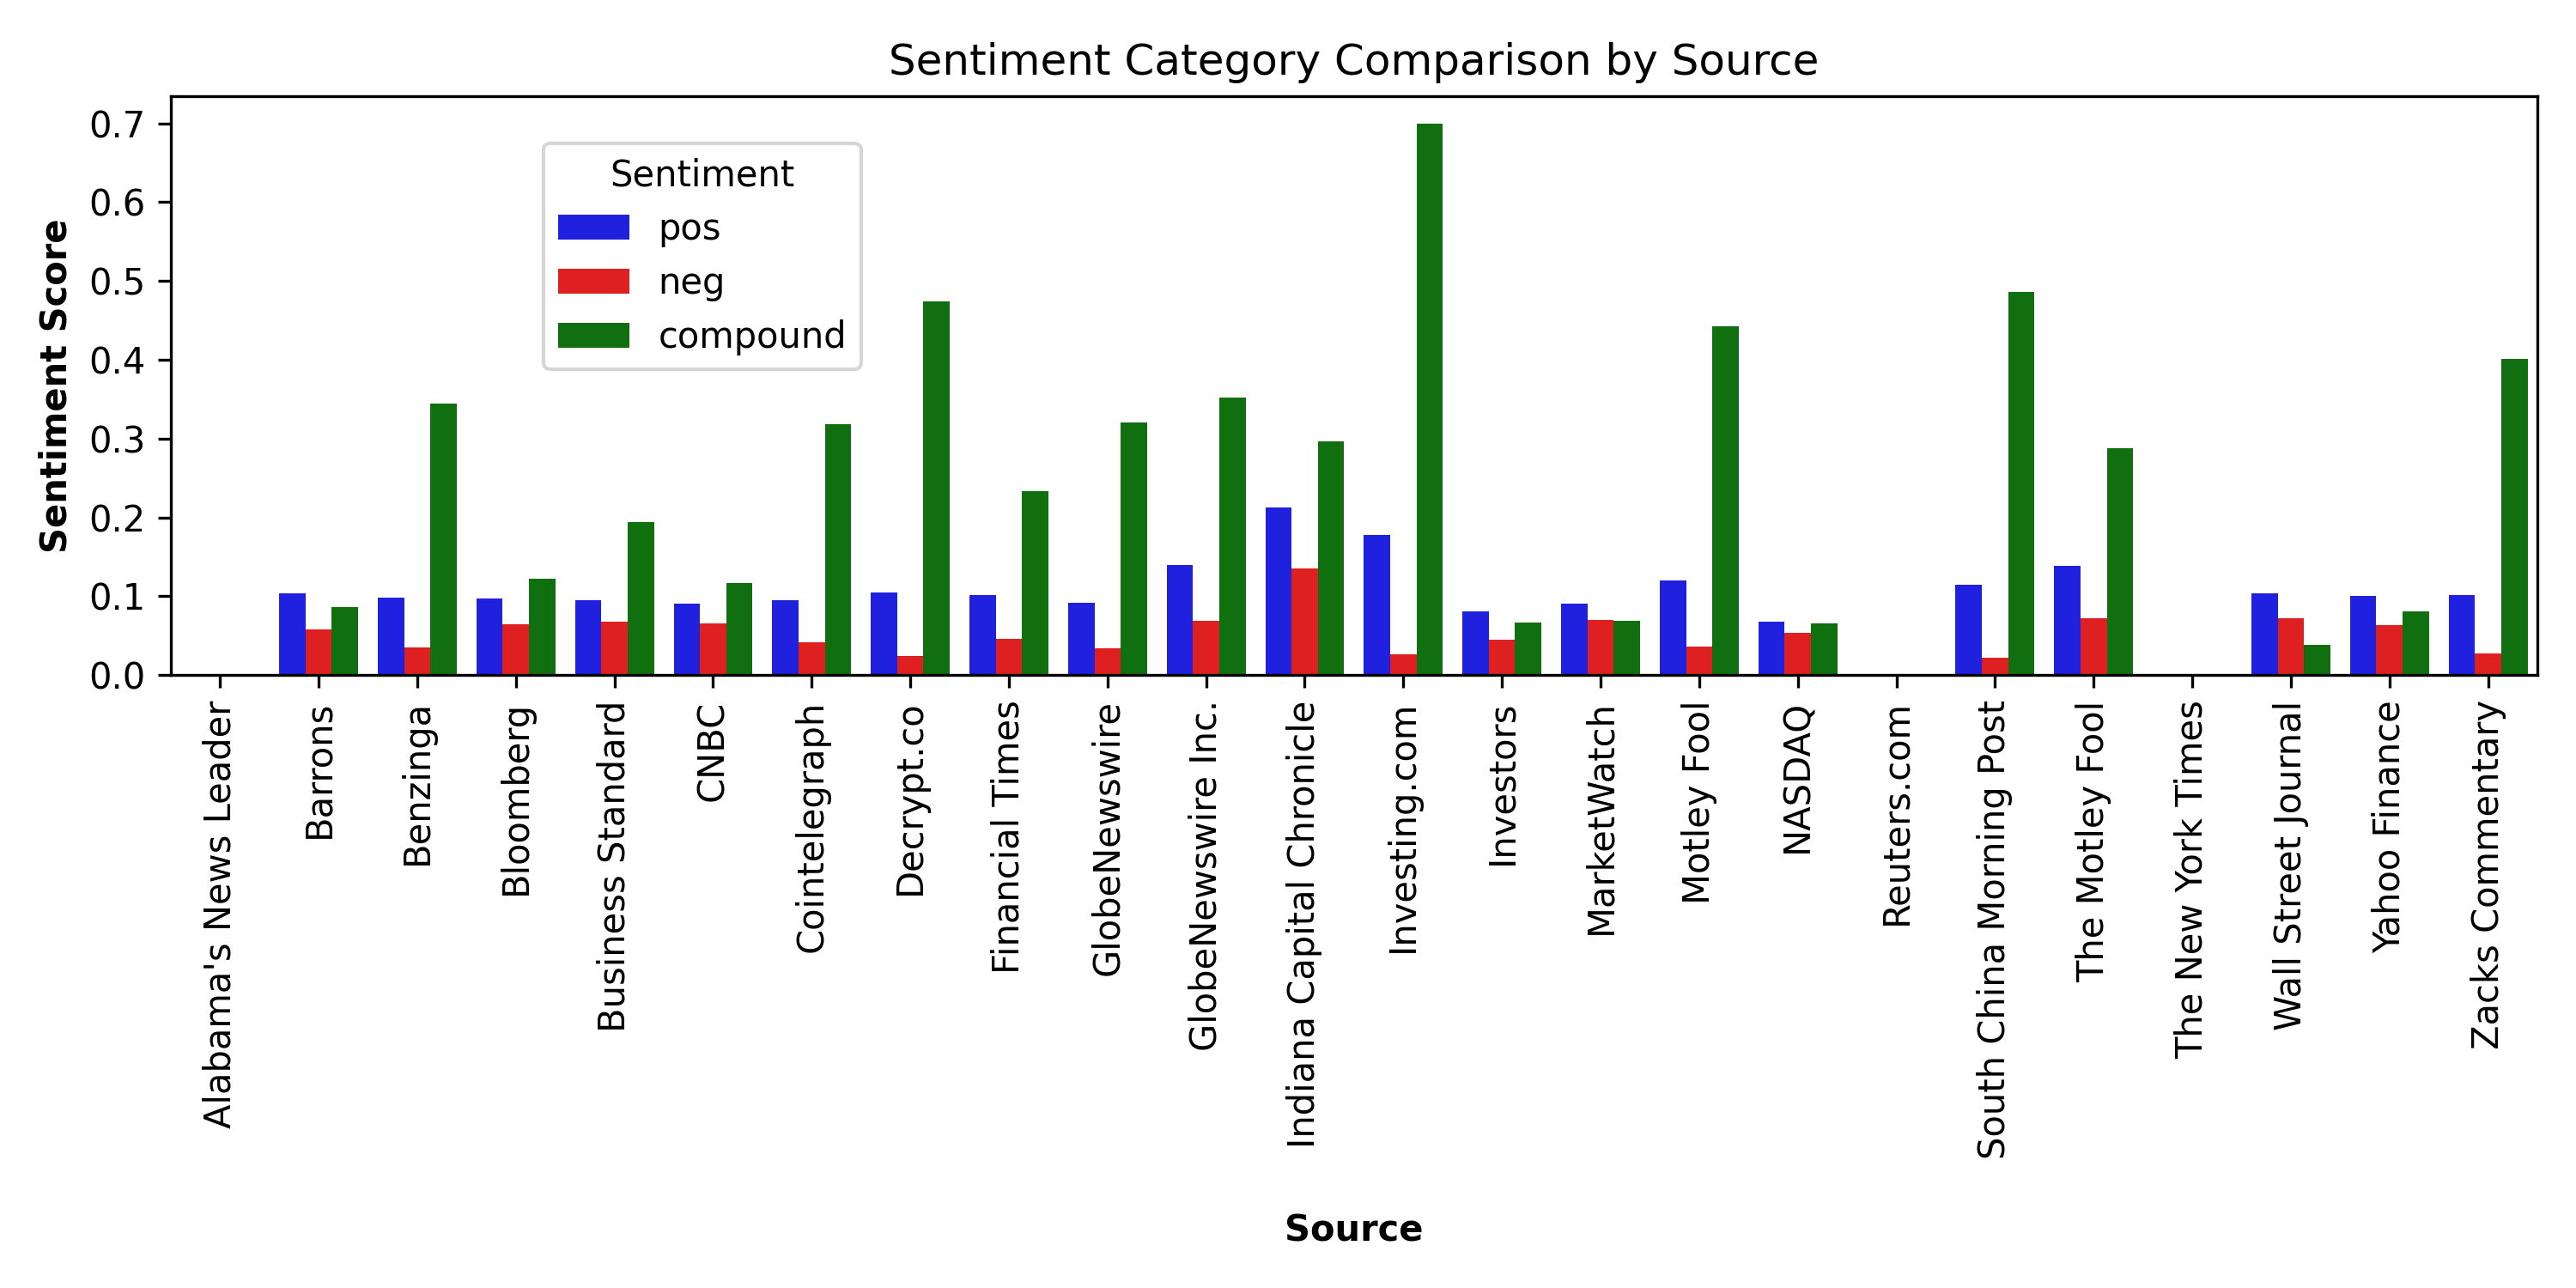 Sentiment Category Comparison by Source
Sentiment Score
0.7
0.6
0.5
0.4
0.3
0.2
0.1
0.0
Sentiment
pos
neg
compound
Alabama's News Leader
Barrons
Benzinga
Bloomberg
Business Standard
CNBC
Cointelegraph
Decrypt.co
Financial Times
GlobeNewswire
GlobeNewswire Inc.
Indiana Capital Chronicle
Investing.com
Investors
MarketWatch
Motley Fool
NASDAQ
Reuters.com
South China Morning Post
The Motley Fool
The New York Times
Wall Street Journal
Yahoo Finance
Zacks Commentary
Source